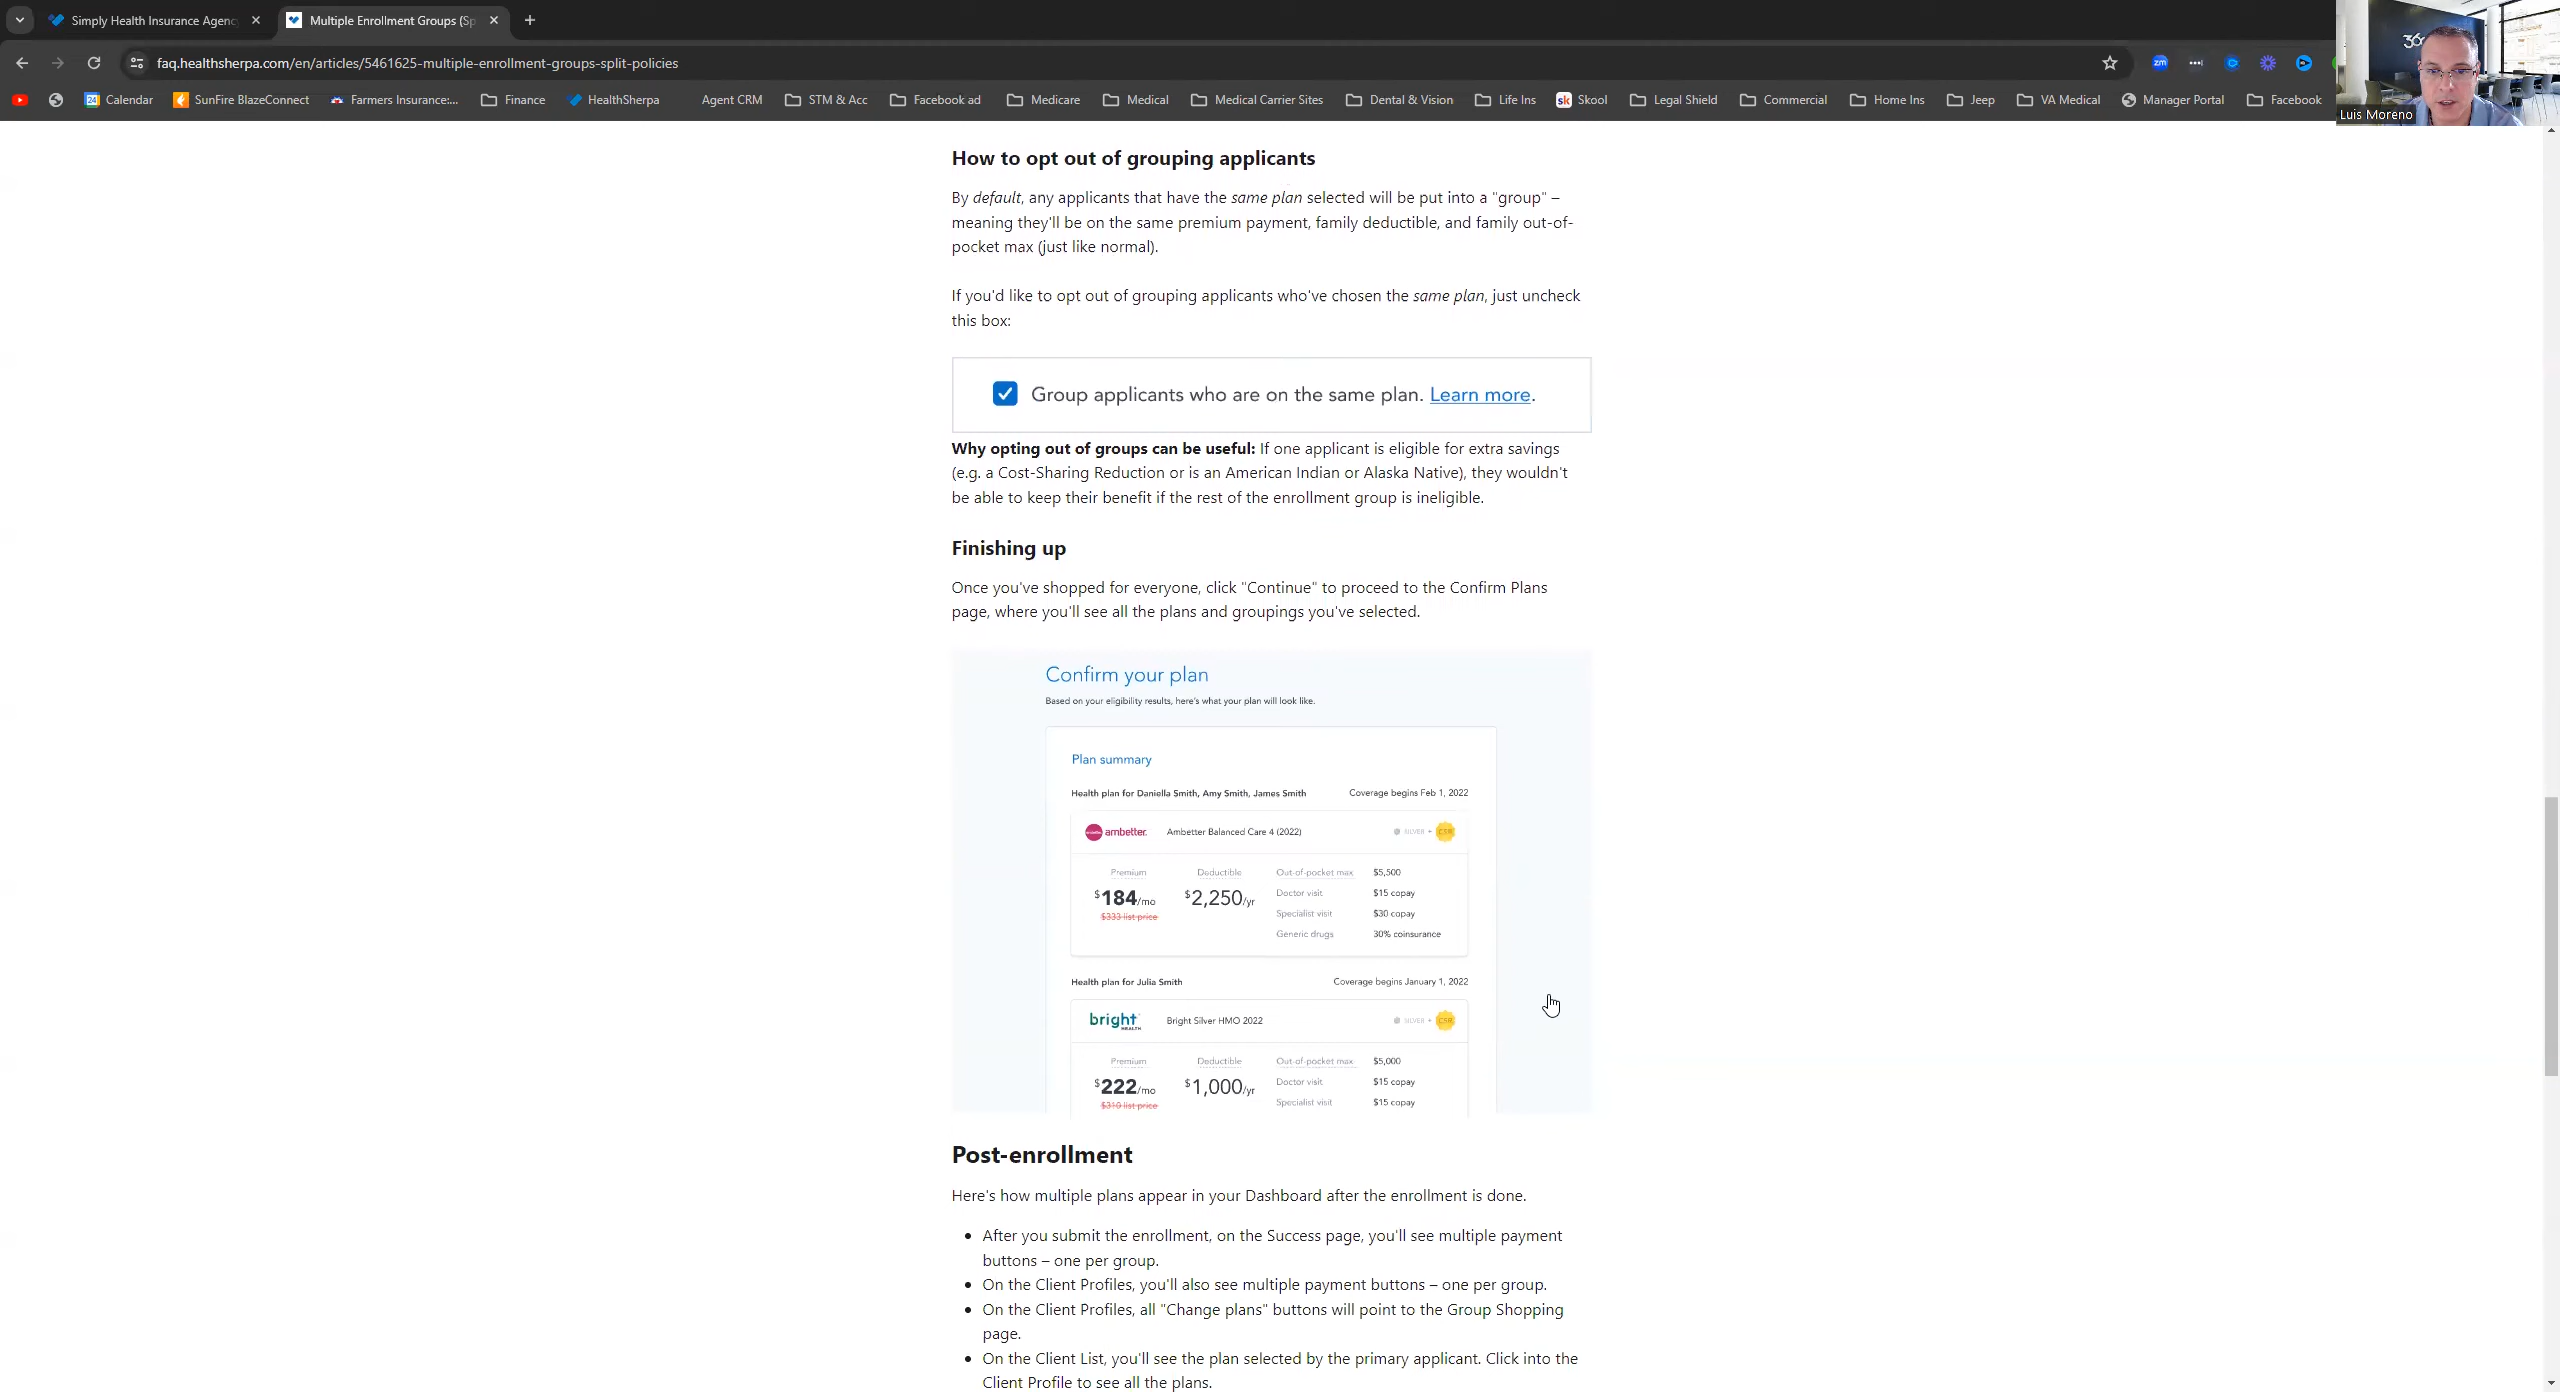 Simply Health Insurance Agenc
Multiple Enrollment Groups (Sp
faq.healthsherpa.com/en/articles/5461625-multiple-enrollment-groups-split-policies
zm
Calendar
SunFire BlazeConnect
Farmers Insurance:...
Finance
HealthSherpa
Agent CRM
STM & Acc
Facebook ad
Medicare
Medical
Medical Carrier Sites
Dental & Vision
Life Ins
sk Skool
Legal Shield
Commercial
Home Ins
Jeep
VA Medical
Manager Portal
Facebook
Luis Moreno
How to opt out of grouping applicants
By default, any applicants that have the same plan selected will be put into a "group" –
meaning they'll be on the same premium payment, family deductible, and family out-of-
pocket max (just like normal).
If you'd like to opt out of grouping applicants who've chosen the same plan, just uncheck
this box:
Group applicants who are on the same plan. Learn more.
Why opting out of groups can be useful: If one applicant is eligible for extra savings
(e.g. a Cost-Sharing Reduction or is an American Indian or Alaska Native), they wouldn't
be able to keep their benefit if the rest of the enrollment group is ineligible.
Finishing up
Once you've shopped for everyone, click "Continue" to proceed to the Confirm Plans
page, where you'll see all the plans and groupings you've selected.
Confirm your plan
Based on your eligibility results, here's what your plan will look like.
Plan summary
Health plan for Daniella Smith, Amy Smith, James Smith
Coverage begins Feb 1, 2022
ambetter. Ambetter Balanced Care 4 (2022) SILVER + CSR
Premium
$184/mo
$333 list price
Deductible
$2,250/yr
Out-of-pocket max $5,500
Doctor visit $15 copay
Specialist visit $30 copay
Generic drugs 30% coinsurance
Health plan for Julia Smith
Coverage begins January 1, 2022
bright HEALTH Bright Silver HMO 2022 SILVER + CSR
Premium
$222/mo
$310 list price
Deductible
$1,000/yr
Out-of-pocket max $5,000
Doctor visit $15 copay
Specialist visit $15 copay
Post-enrollment
Here's how multiple plans appear in your Dashboard after the enrollment is done.
• After you submit the enrollment, on the Success page, you'll see multiple payment
buttons – one per group.
• On the Client Profiles, you'll also see multiple payment buttons – one per group.
• On the Client Profiles, all "Change plans" buttons will point to the Group Shopping
page.
• On the Client List, you'll see the plan selected by the primary applicant. Click into the
Client Profile to see all the plans.